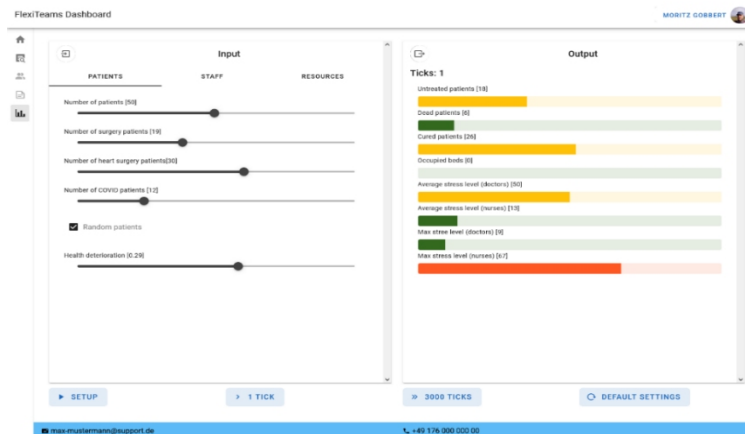 FlexiTeams Dashboard
MORITZ GOBBERT
Input
PATIENTS STAFF RESOURCES
Number of patients [50]
Number of surgery patients [19]
Number of heart surgery patients[30]
Number of COVID patients [12]
Random patients
Health deterioration [0.29]
SETUP
1 TICK
Output
Ticks: 1
Untreated patients [18]
Dead patients [6]
Cured patients [26]
Occupied beds [0]
Average stress level (doctors) [50]
Average stress level (nurses) [13]
Max stree level (doctors) [9]
Max stress level (nurses) [67]
3000 TICKS
DEFAULT SETTINGS
max-mustermann@support.de
+49 176 000 000 00